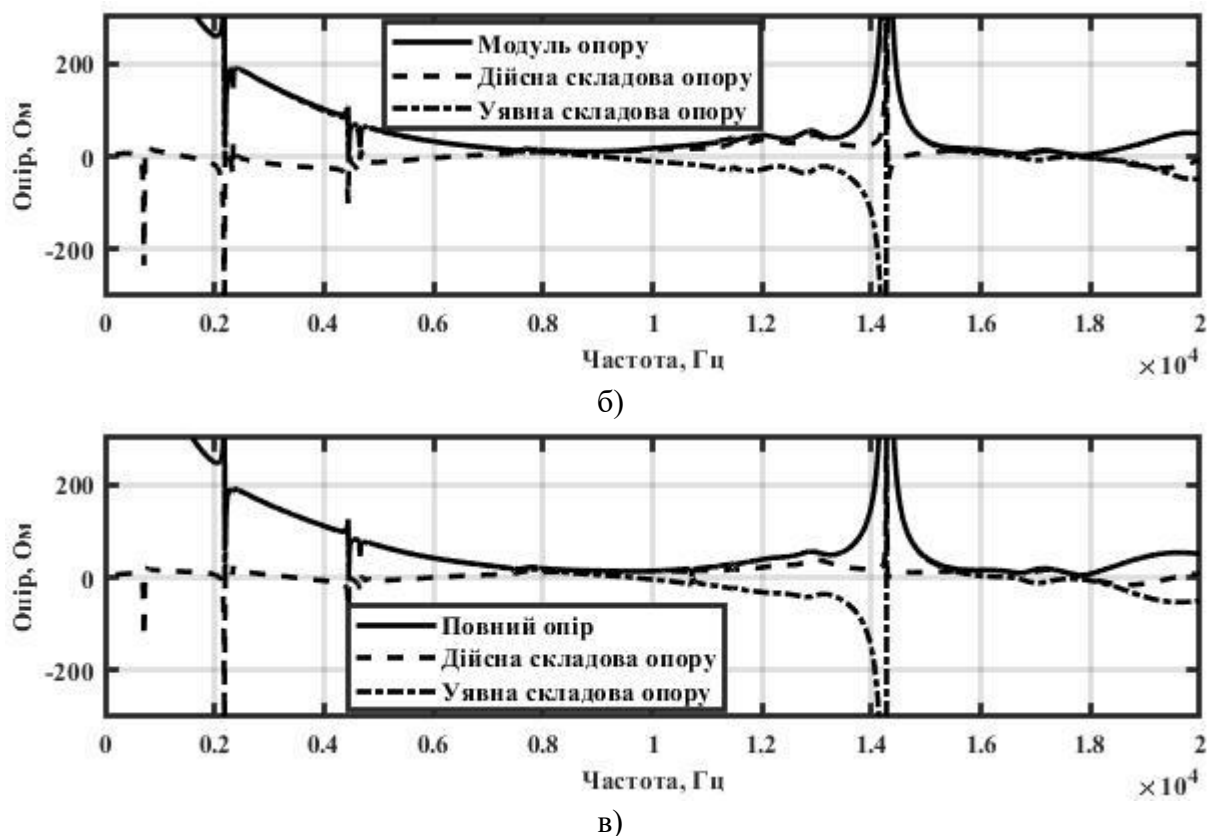 200
0
-200
Опір, Ом
Модуль опору
Дійсна складова опору
Уявна складова опору
0 0.2 0.4 0.6 0.8 1 1.2 1.4 1.6 1.8 2
Частота, Гц
×10⁴
б)
200
0
-200
Опір, Ом
Повний опір
Дійсна складова опору
Уявна складова опору
0 0.2 0.4 0.6 0.8 1 1.2 1.4 1.6 1.8 2
Частота, Гц
×10⁴
в)